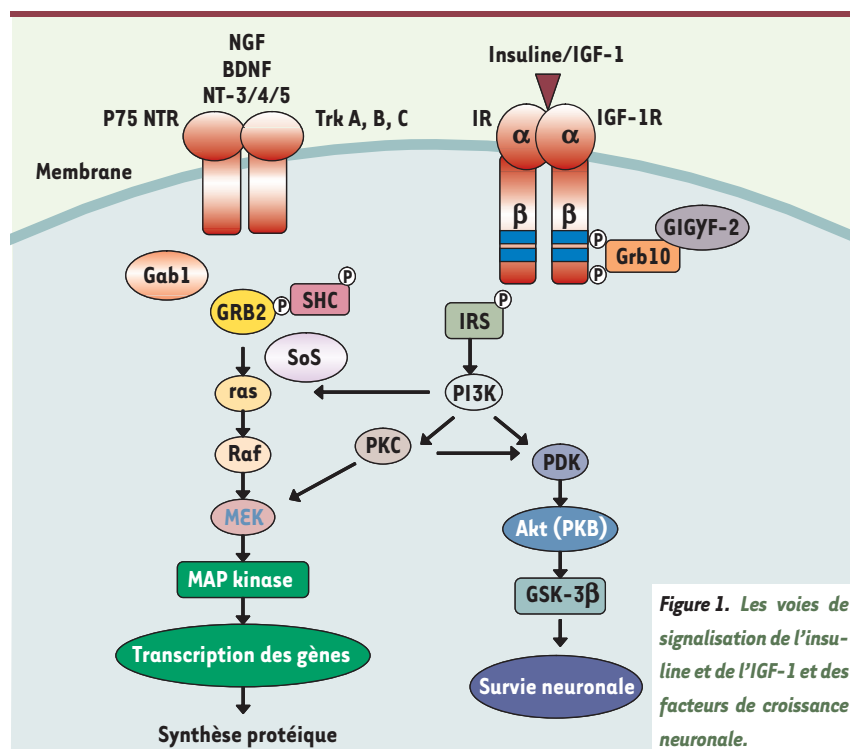 NGF
BDNF
NT-3/4/5
P75 NTR
Trk A, B, C
Insuline/IGF-1
IR
IGF-1R
α
α
Membrane
β
β
P
P
GIGYF-2
Grb10
Gab1
GRB2
P
SHC
P
P
IRS
SoS
ras
PI3K
Raf
PKC
PDK
MEK
Akt (PKB)
MAP kinase
GSK-3β
Transcription des gènes
Survie neuronale
Synthèse protéique
Figure 1. Les voies de
signalisation de l'insu-
line et de l'IGF-1 et des
facteurs de croissance
neuronale.